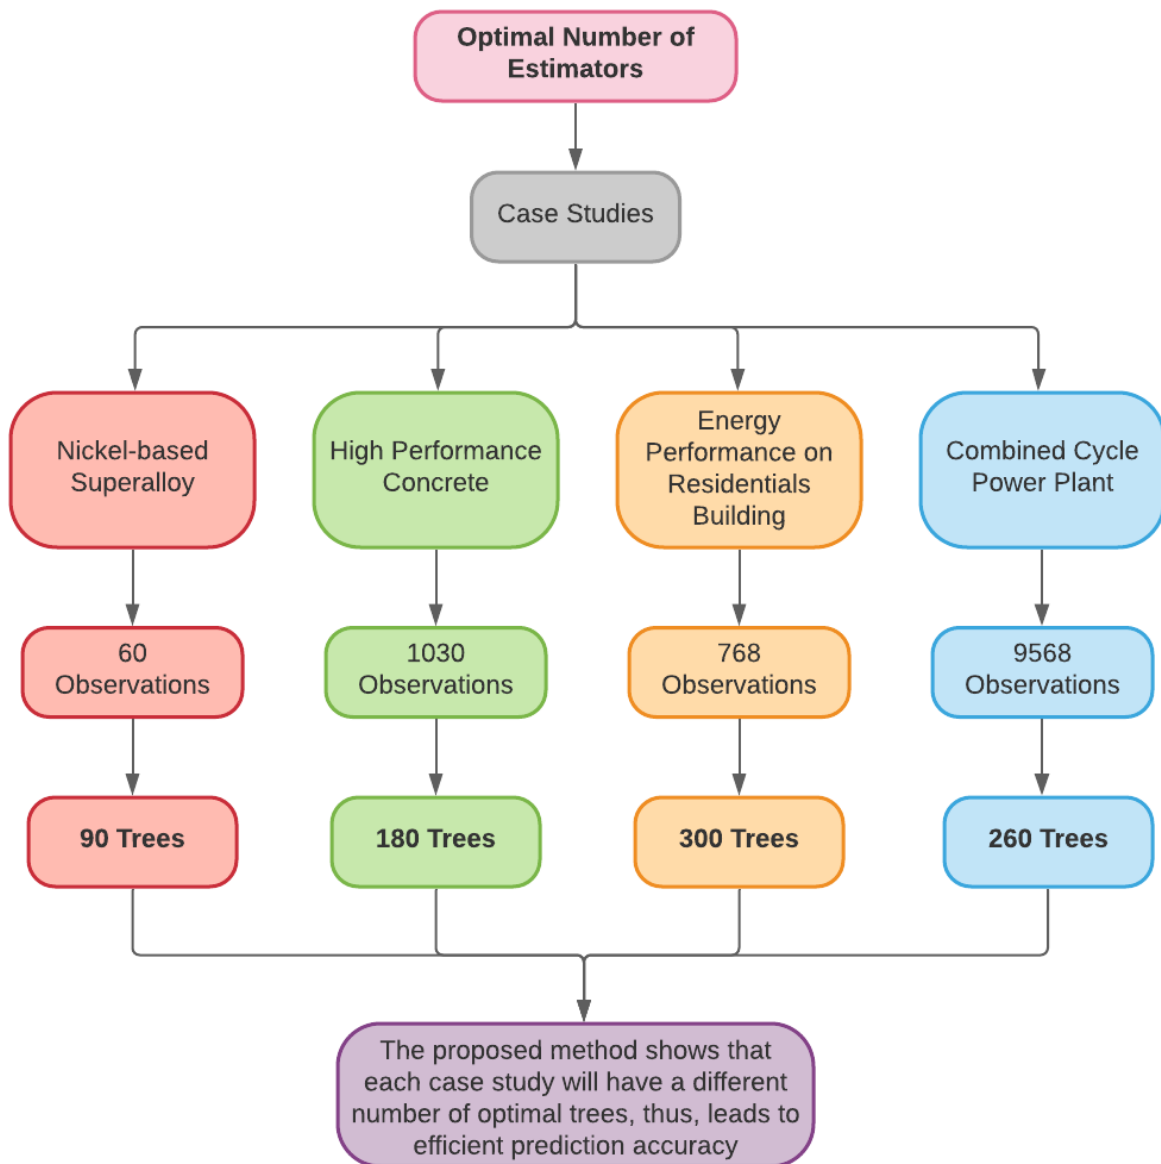 Optimal Number of
Estimators
Case Studies
Nickel-based
Superalloy
High Performance
Concrete
Energy
Performance on
Residentials
Building
Combined Cycle
Power Plant
60
Observations
1030
Observations
768
Observations
9568
Observations
90 Trees
180 Trees
300 Trees
260 Trees
The proposed method shows that
each case study will have a different
number of optimal trees, thus, leads to
efficient prediction accuracy